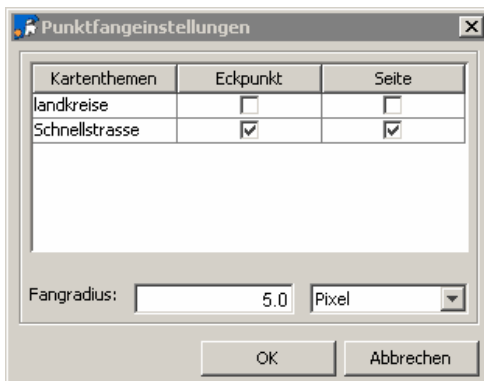 Punktfangeinstellungen
Kartenthemen Eckpunkt Seite
landkreise
Schnellstrasse
Fangradius: 5.0 Pixel
OK Abbrechen